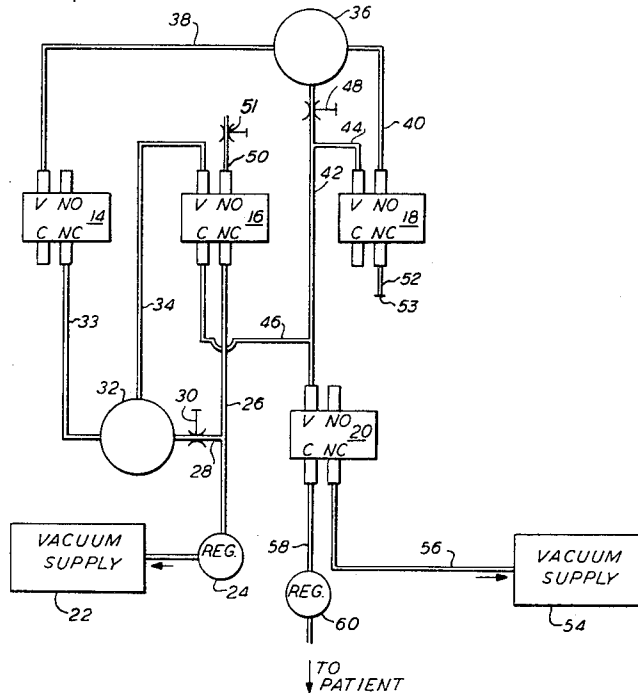 36
38
48
51
50
44
40
42
V NO
14
C NC
V NO
16
C NC
V NO
18
C NC
52
53
33
34
46
32
30
26
28
V NO
20
C NC
VACUUM
SUPPLY
22
REG.
24
58
56
REG.
60
VACUUM
SUPPLY
54
TO
PATIENT